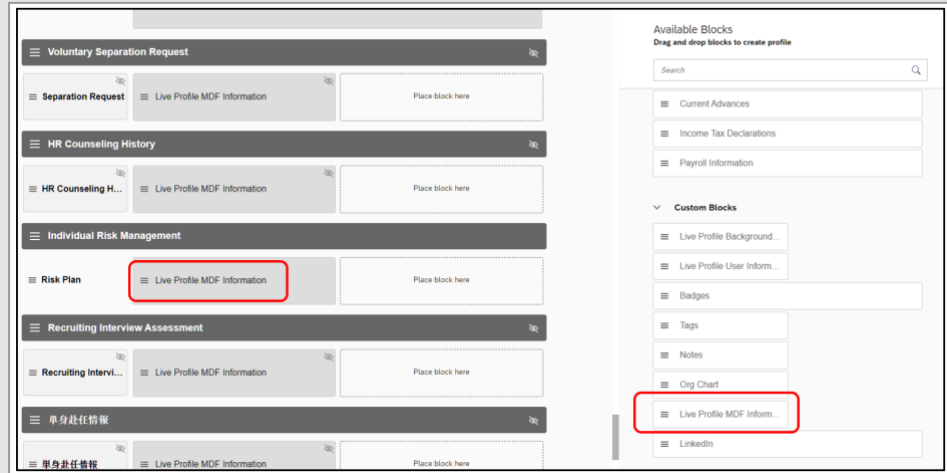 Voluntary Separation Request
Separation Request
Live Profile MDF Information
Place block here
HR Counseling History
HR Counseling H...
Live Profile MDF Information
Place block here
Individual Risk Management
Risk Plan
Live Profile MDF Information
Place block here
Recruiting Interview Assessment
Recruiting Intervi...
Live Profile MDF Information
Place block here
単身赴任情報
単身赴任情報
Live Profile MDF Information
Place block here
Available Blocks
Drag and drop blocks to create profile
Search
Current Advances
Income Tax Declarations
Payroll Information
Custom Blocks
Live Profile Background...
Live Profile User Inform...
Badges
Tags
Notes
Org Chart
Live Profile MDF Inform...
LinkedIn